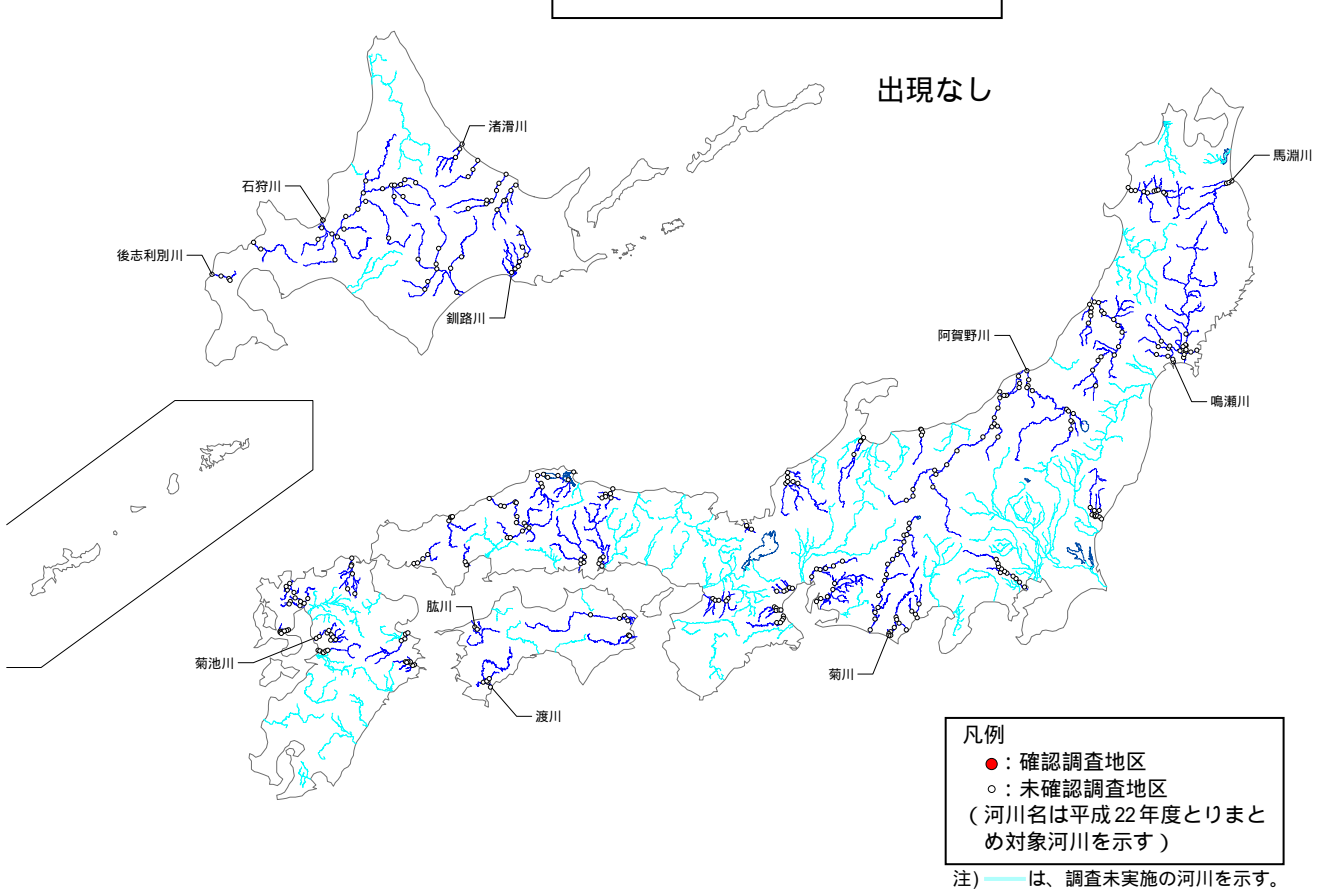 出現なし
渚滑川
馬淵川
石狩川
後志利別川
釧路川
阿賀野川
鳴瀬川
肱川
菊池川
菊川
渡川
凡例
●：確認調査地区
○：未確認調査地区
（河川名は平成22年度とりまと
め対象河川を示す）
注）━━は、調査未実施の河川を示す。